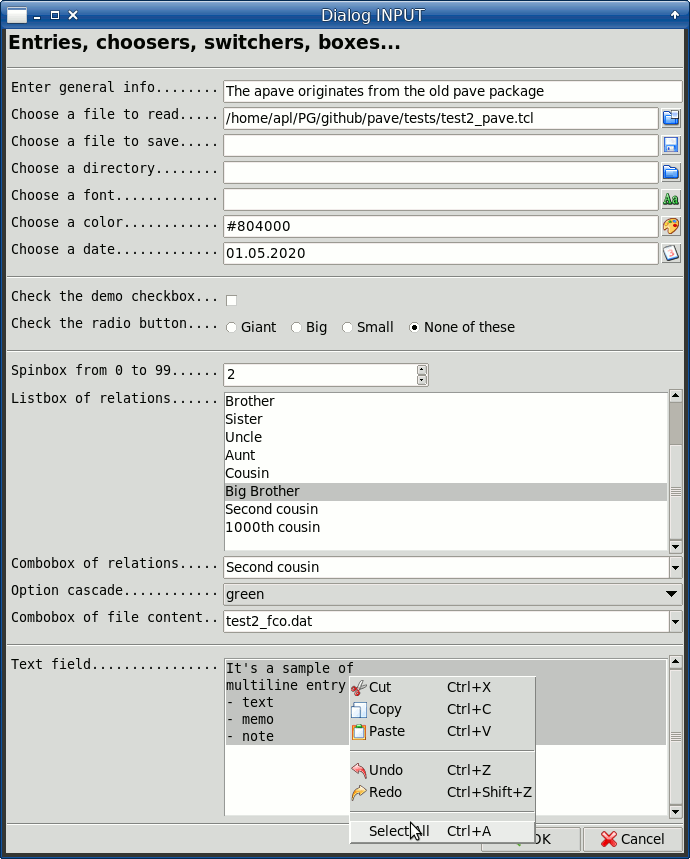 Dialog INPUT
Entries, choosers, switchers, boxes...
Enter general info........ The apave originates from the old pave package
Choose a file to read..... /home/apl/PG/github/pave/tests/test2_pave.tcl
Choose a file to save.....
Choose a directory........
Choose a font.............
Choose a color............ #804000
Choose a date............. 01.05.2020
Check the demo checkbox...
Check the radio button.... Giant Big Small None of these
Spinbox from 0 to 99...... 2
Listbox of relations...... Brother
Sister
Uncle
Aunt
Cousin
Big Brother
Second cousin
1000th cousin
Combobox of relations..... Second cousin
Option cascade............ green
Combobox of file content.. test2_fco.dat
Text field................ It's a sample of
multiline entry
- text
- memo
- note
Cut Ctrl+X
Copy Ctrl+C
Paste Ctrl+V
Undo Ctrl+Z
Redo Ctrl+Shift+Z
Select All Ctrl+A
OK Cancel